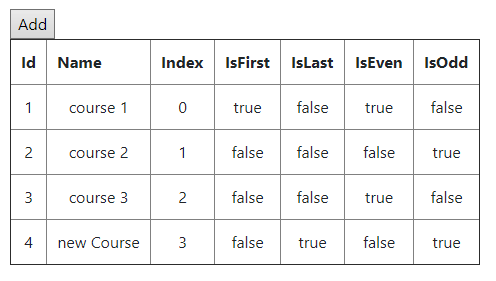 Add
Id Name Index IsFirst IsLast IsEven IsOdd
1 course 1 0 true false true false
2 course 2 1 false false false true
3 course 3 2 false false true false
4 new Course 3 false true false true